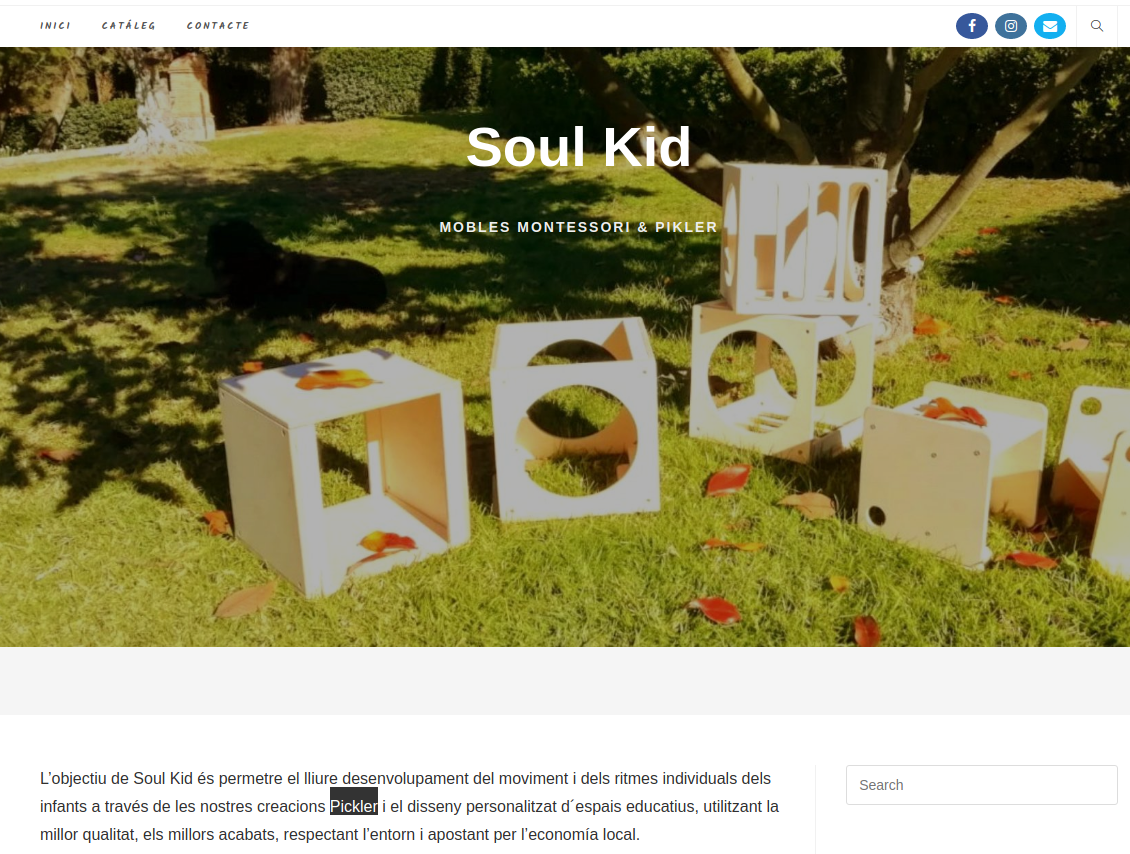 INICI CATÁLEG CONTACTE
Soul Kid
MOBLES MONTESSORI & PIKLER
L’objectiu de Soul Kid és permetre el lliure desenvolupament del moviment i dels ritmes individuals dels
infants a través de les nostres creacions Pickler i el disseny personalitzat d´espais educatius, utilitzant la
millor qualitat, els millors acabats, respectant l’entorn i apostant per l’economía local.
Search